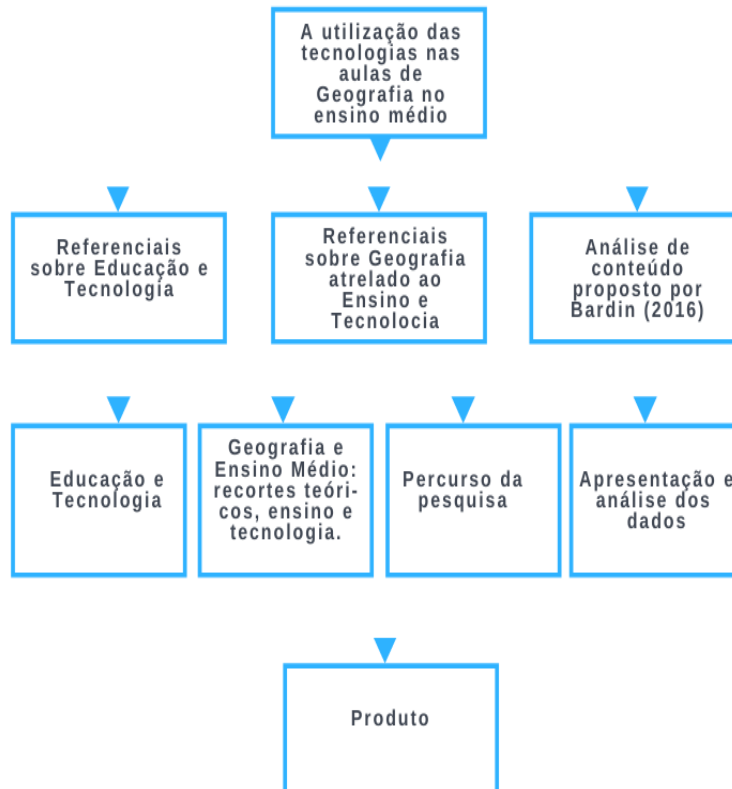 A utilização das
tecnologias nas
aulas de
Geografia no
ensino médio
Referenciais
sobre Educação e
Tecnologia
Referenciais
sobre Geografia
atrelado ao
Ensino e
Tecnolocia
Análise de
conteúdo
proposto por
Bardin (2016)
Educação e
Tecnologia
Geografia e
Ensino Médio:
recortes teóri-
cos, ensino e
tecnologia.
Percurso da
pesquisa
Apresentação e
análise dos
dados
Produto